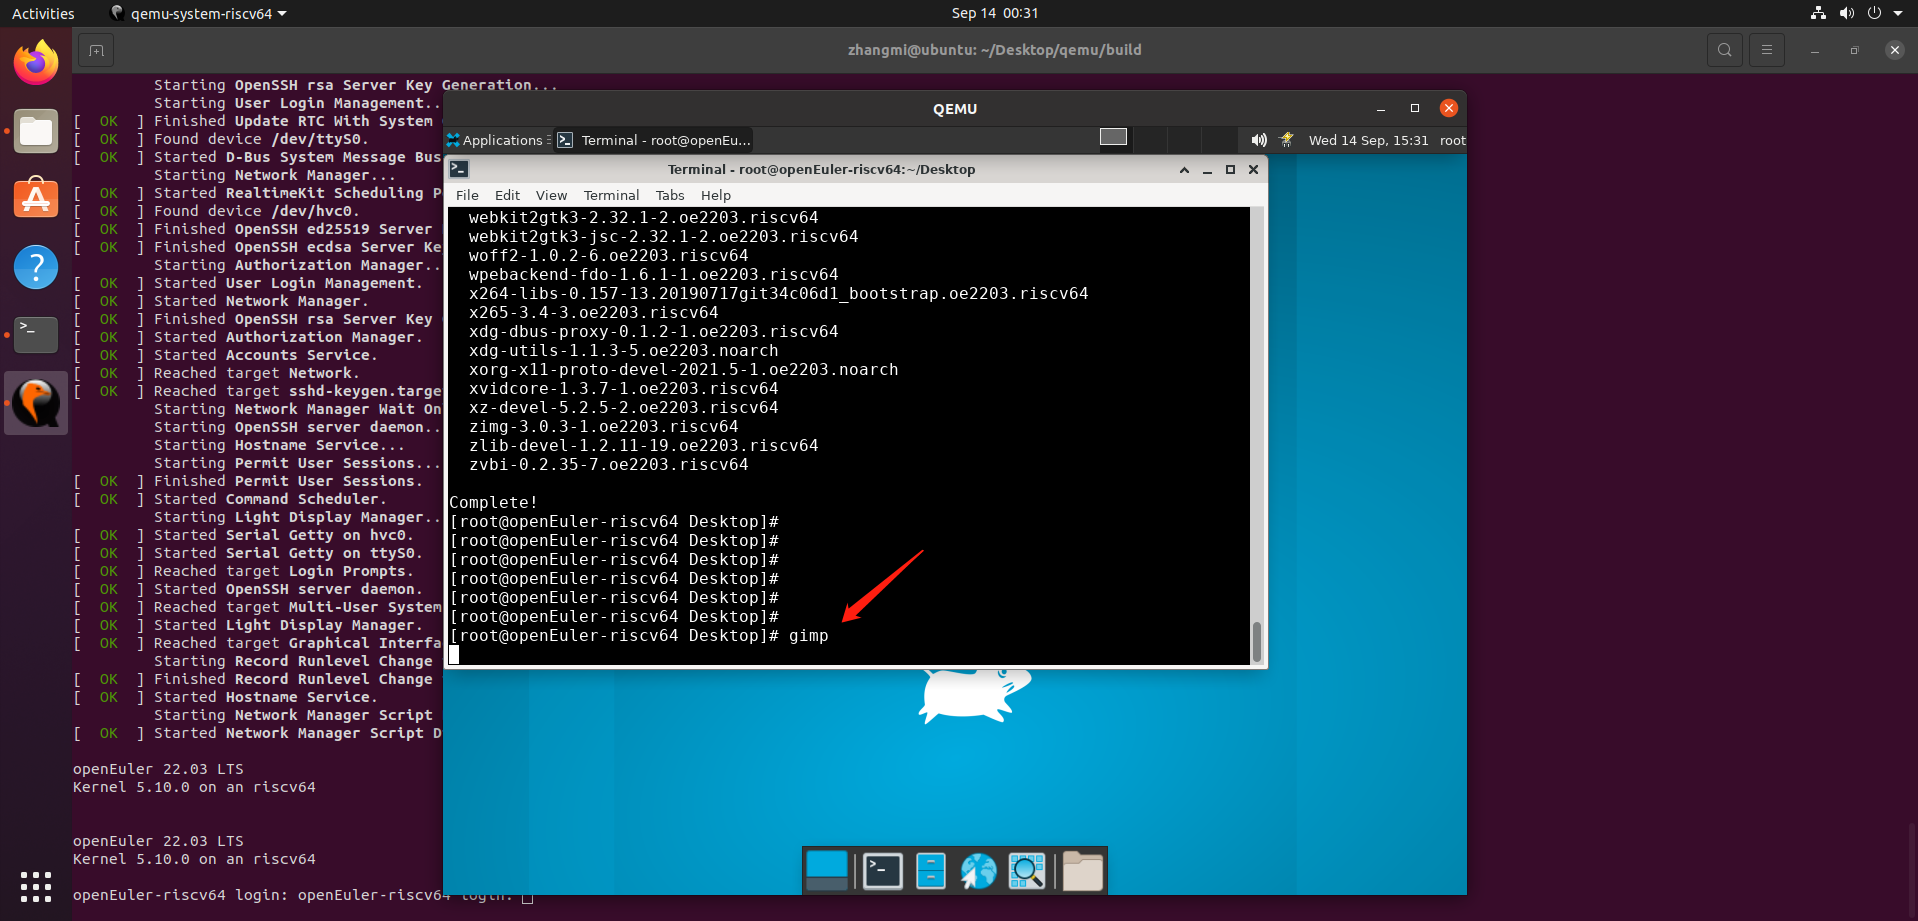 Activities
qemu-system-riscv64
Sep 14 00:31
zhangmi@ubuntu: ~/Desktop/qemu/build
Starting OpenSSH rsa Server Key Generation...
Starting User Login Management..
[ OK ] Finished Update RTC With System
[ OK ] Found device /dev/ttyS0.
[ OK ] Started D-Bus System Message Bus
Starting Network Manager...
[ OK ] Started RealtimeKit Scheduling P
[ OK ] Found device /dev/hvc0.
[ OK ] Finished OpenSSH ed25519 Server
[ OK ] Finished OpenSSH ecdsa Server Ke
Starting Authorization Manager..
[ OK ] Started User Login Management.
[ OK ] Started Network Manager.
[ OK ] Finished OpenSSH rsa Server Key
[ OK ] Started Authorization Manager.
[ OK ] Started Accounts Service.
[ OK ] Reached target Network.
[ OK ] Reached target sshd-keygen.targe
Starting Network Manager Wait On
Starting OpenSSH server daemon..
Starting Hostname Service...
Starting Permit User Sessions...
[ OK ] Finished Permit User Sessions.
[ OK ] Started Command Scheduler.
Starting Light Display Manager..
[ OK ] Started Serial Getty on hvc0.
[ OK ] Started Serial Getty on ttyS0.
[ OK ] Reached target Login Prompts.
[ OK ] Started OpenSSH server daemon.
[ OK ] Reached target Multi-User System
[ OK ] Started Light Display Manager.
[ OK ] Reached target Graphical Interfa
Starting Record Runlevel Change
[ OK ] Finished Record Runlevel Change
[ OK ] Started Hostname Service.
Starting Network Manager Script
[ OK ] Started Network Manager Script D
openEuler 22.03 LTS
Kernel 5.10.0 on an riscv64
openEuler 22.03 LTS
Kernel 5.10.0 on an riscv64
openEuler-riscv64 login: openEuler-riscv64 login:
QEMU
Applications
Terminal - root@openEu...
Wed 14 Sep, 15:31
root
Terminal - root@openEuler-riscv64:~/Desktop
File Edit View Terminal Tabs Help
webkit2gtk3-2.32.1-2.oe2203.riscv64
webkit2gtk3-jsc-2.32.1-2.oe2203.riscv64
woff2-1.0.2-6.oe2203.riscv64
wpebackend-fdo-1.6.1-1.oe2203.riscv64
x264-libs-0.157-13.20190717git34c06d1_bootstrap.oe2203.riscv64
x265-3.4-3.oe2203.riscv64
xdg-dbus-proxy-0.1.2-1.oe2203.riscv64
xdg-utils-1.1.3-5.oe2203.noarch
xorg-x11-proto-devel-2021.5-1.oe2203.noarch
xvidcore-1.3.7-1.oe2203.riscv64
xz-devel-5.2.5-2.oe2203.riscv64
zimg-3.0.3-1.oe2203.riscv64
zlib-devel-1.2.11-19.oe2203.riscv64
zvbi-0.2.35-7.oe2203.riscv64
Complete!
[root@openEuler-riscv64 Desktop]#
[root@openEuler-riscv64 Desktop]#
[root@openEuler-riscv64 Desktop]#
[root@openEuler-riscv64 Desktop]#
[root@openEuler-riscv64 Desktop]#
[root@openEuler-riscv64 Desktop]#
[root@openEuler-riscv64 Desktop]# gimp